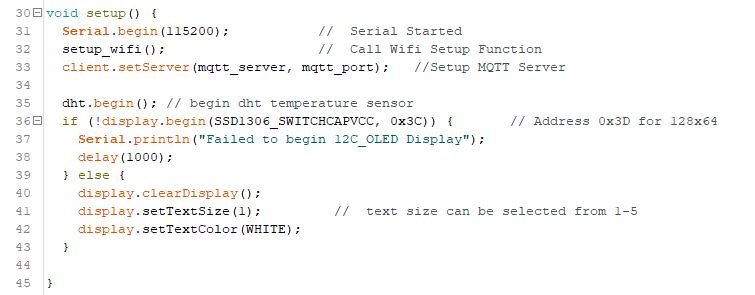 30 void setup() {
31 Serial.begin(115200); // Serial Started
32 setup_wifi(); // Call Wifi Setup Function
33 client.setServer(mqtt_server, mqtt_port); //Setup MQTT Server
34
35 dht.begin(); // begin dht temperature sensor
36 if (!display.begin(SSD1306_SWITCHCAPVCC, 0x3C)) { // Address 0x3D for 128x64
37 Serial.println("Failed to begin 12C_OLED Display");
38 delay(1000);
39 } else {
40 display.clearDisplay();
41 display.setTextSize(1); // text size can be selected from 1-5
42 display.setTextColor(WHITE);
43 }
44
45 }